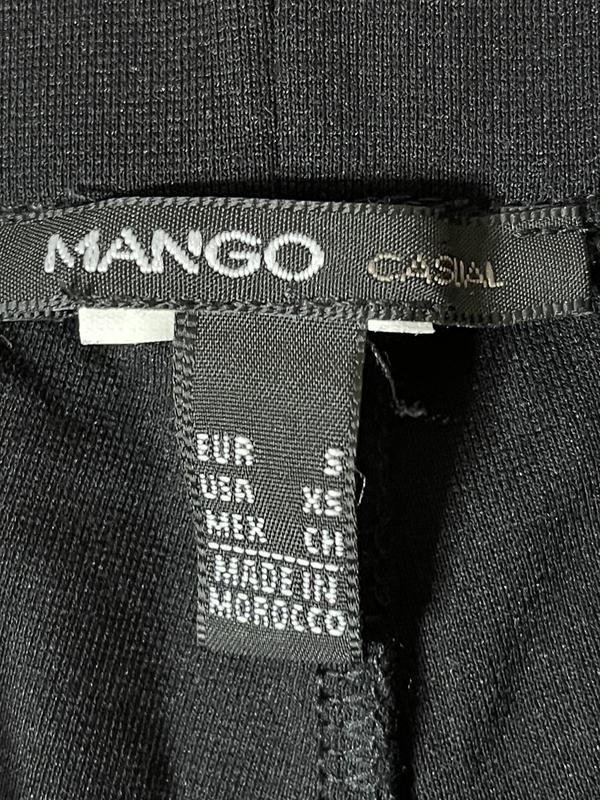 MANGO CASUAL
EUR S
USA XS
MEX CH
MADE IN
MOROCCO